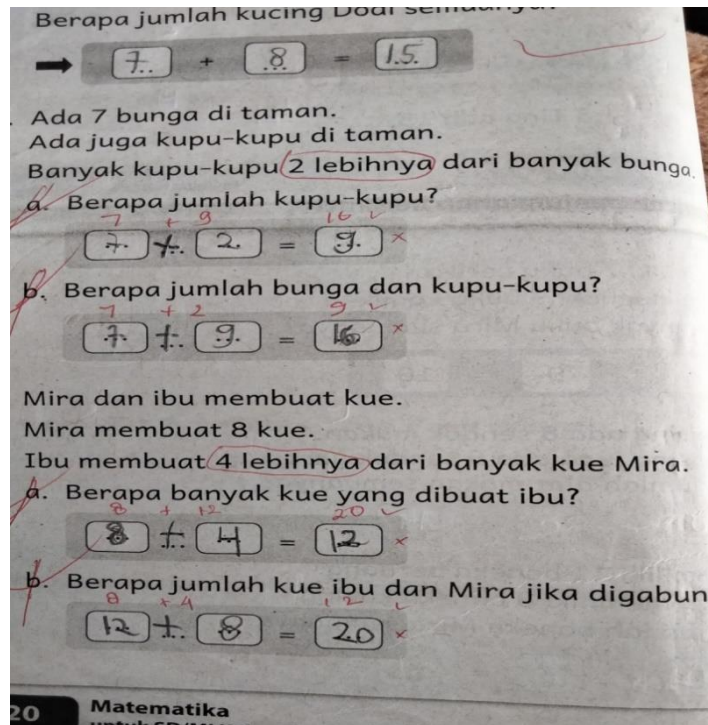 Berapa jumlah kucing Dodi
7 + 8 = 15
Ada 7 bunga di taman.
Ada juga kupu-kupu di taman.
Banyak kupu-kupu 2 lebihnya dari banyak bunga.
a. Berapa jumlah kupu-kupu?
7 + 9 16 ✓
7 + 2 = 9 ×
b. Berapa jumlah bunga dan kupu-kupu?
7 + 2 9 ✓
7 + 9 = 16 ×
Mira dan ibu membuat kue.
Mira membuat 8 kue.
Ibu membuat 4 lebihnya dari banyak kue Mira.
a. Berapa banyak kue yang dibuat ibu?
8 + 12 20 ✓
8 + 4 = 12 ×
b. Berapa jumlah kue ibu dan Mira jika digabun
8 + 4 12 ✓
12 + 8 = 20 ×
20 Matematika